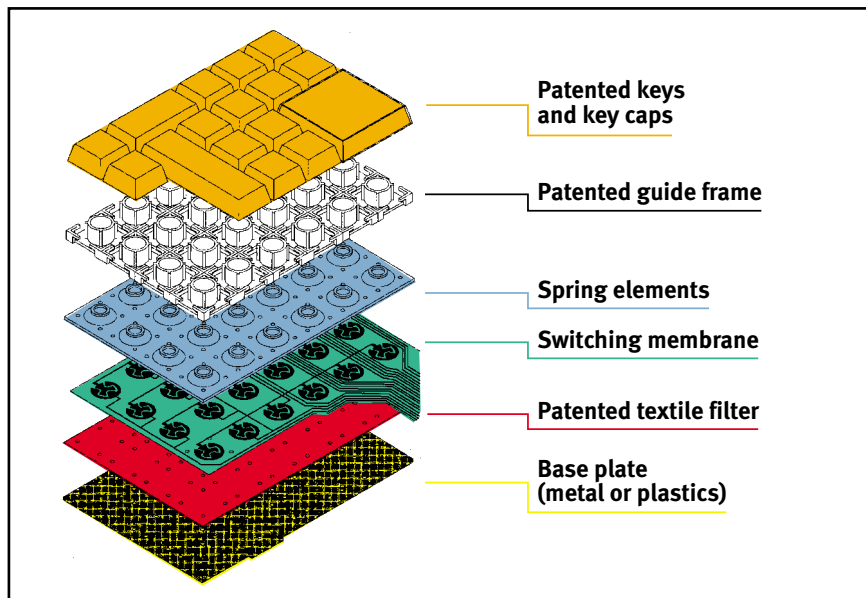 Patented keys
and key caps
Patented guide frame
Spring elements
Switching membrane
Patented textile filter
Base plate
(metal or plastics)